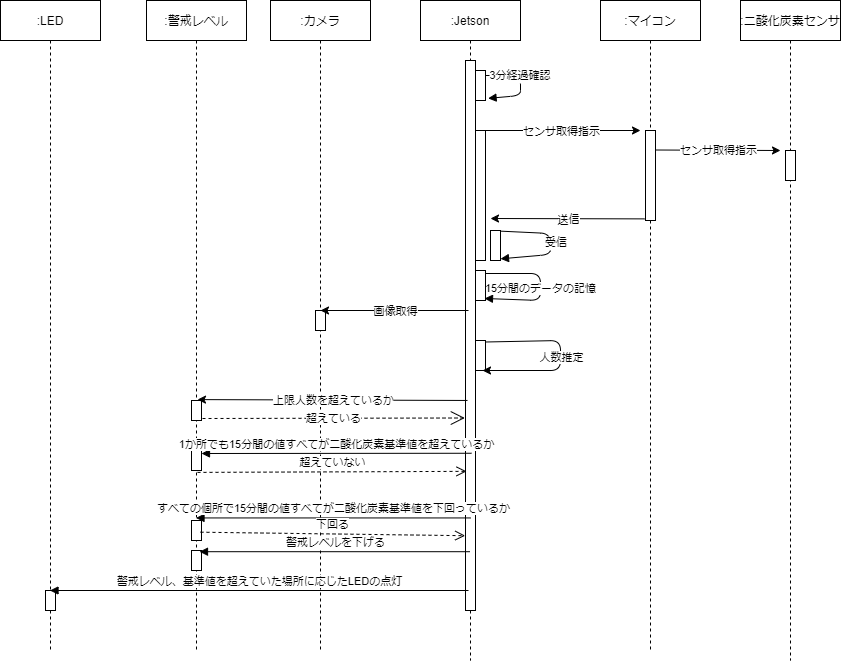 :LED
:警戒レベル
:カメラ
:Jetson
:マイコン
:二酸化炭素センサ
3分経過確認
センサ取得指示
センサ取得指示
送信
受信
15分間のデータの記憶
画像取得
人数推定
上限人数を超えているか
超えている
1か所でも15分間の値すべてが二酸化炭素基準値を超えているか
超えていない
すべての個所で15分間の値すべてが二酸化炭素基準値を下回っているか
下回る
警戒レベルを下げる
警戒レベル、基準値を超えていた場所に応じたLEDの点灯